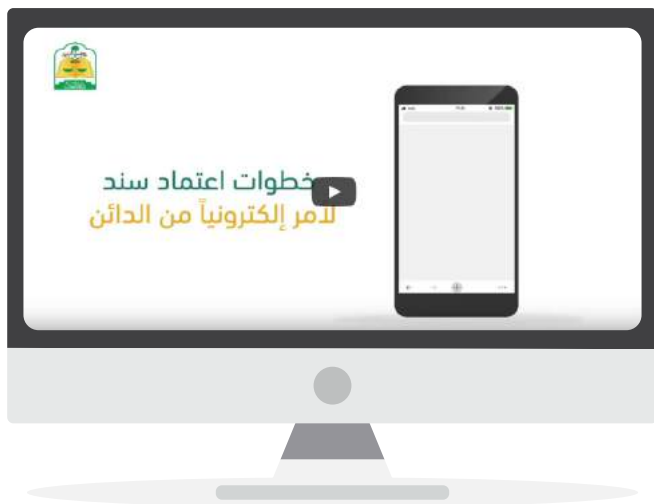 خطوات اعتماد سند
لأمر إلكترونياً من الدائن